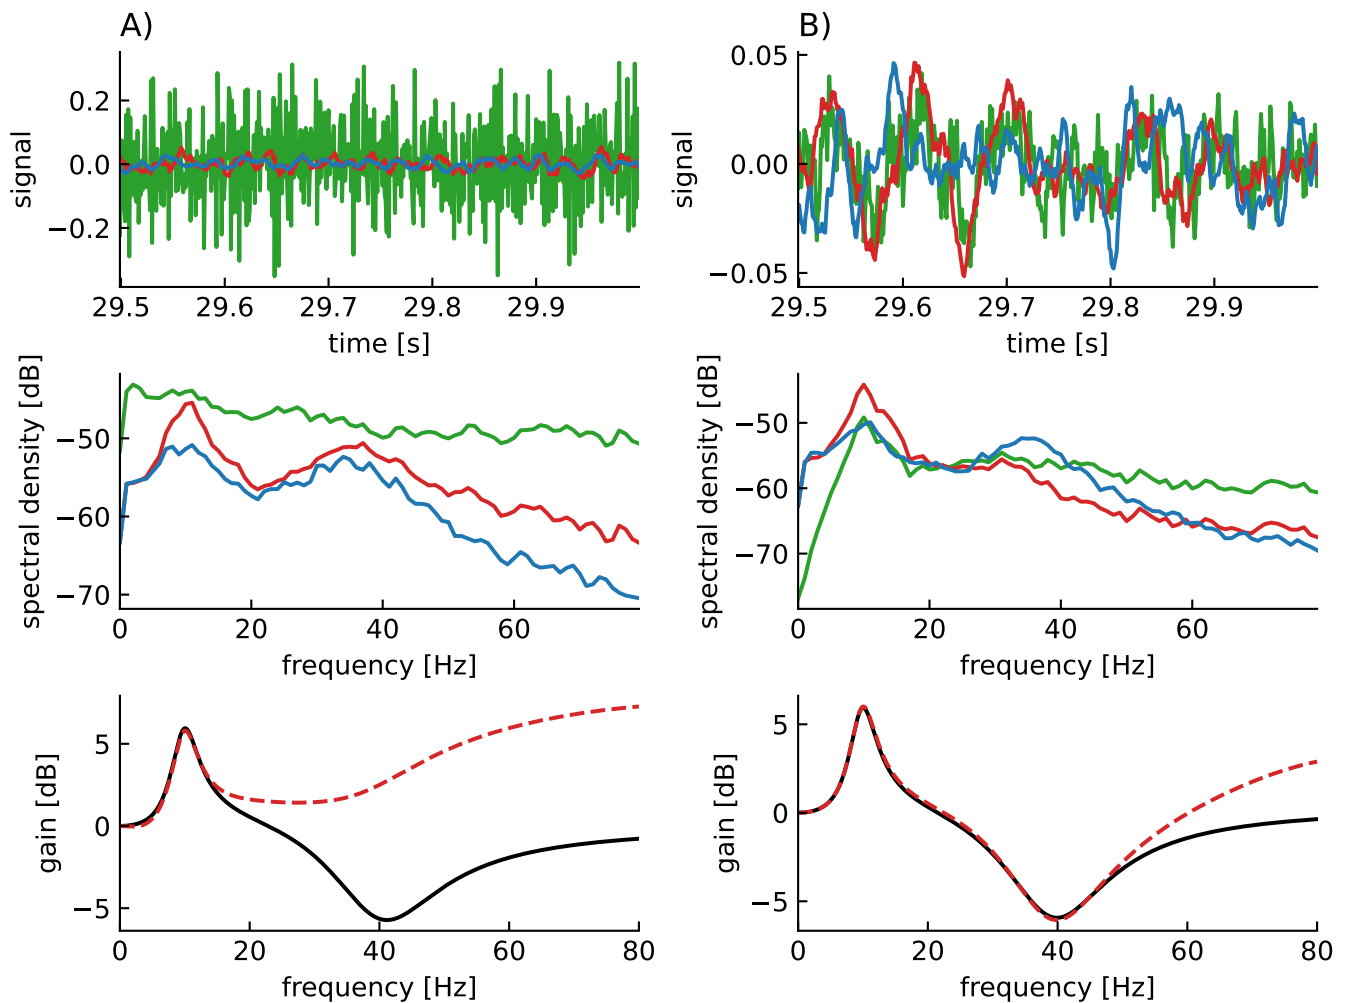 A)
signal
0.2
0.0
−0.2
29.5 29.6 29.7 29.8 29.9
time [s]
B)
signal
0.05
0.00
−0.05
29.5 29.6 29.7 29.8 29.9
time [s]
spectral density [dB]
−50
−60
−70
0 20 40 60
frequency [Hz]
spectral density [dB]
−50
−60
−70
0 20 40 60
frequency [Hz]
gain [dB]
5
0
−5
0 20 40 60 80
frequency [Hz]
gain [dB]
5
0
−5
0 20 40 60 80
frequency [Hz]